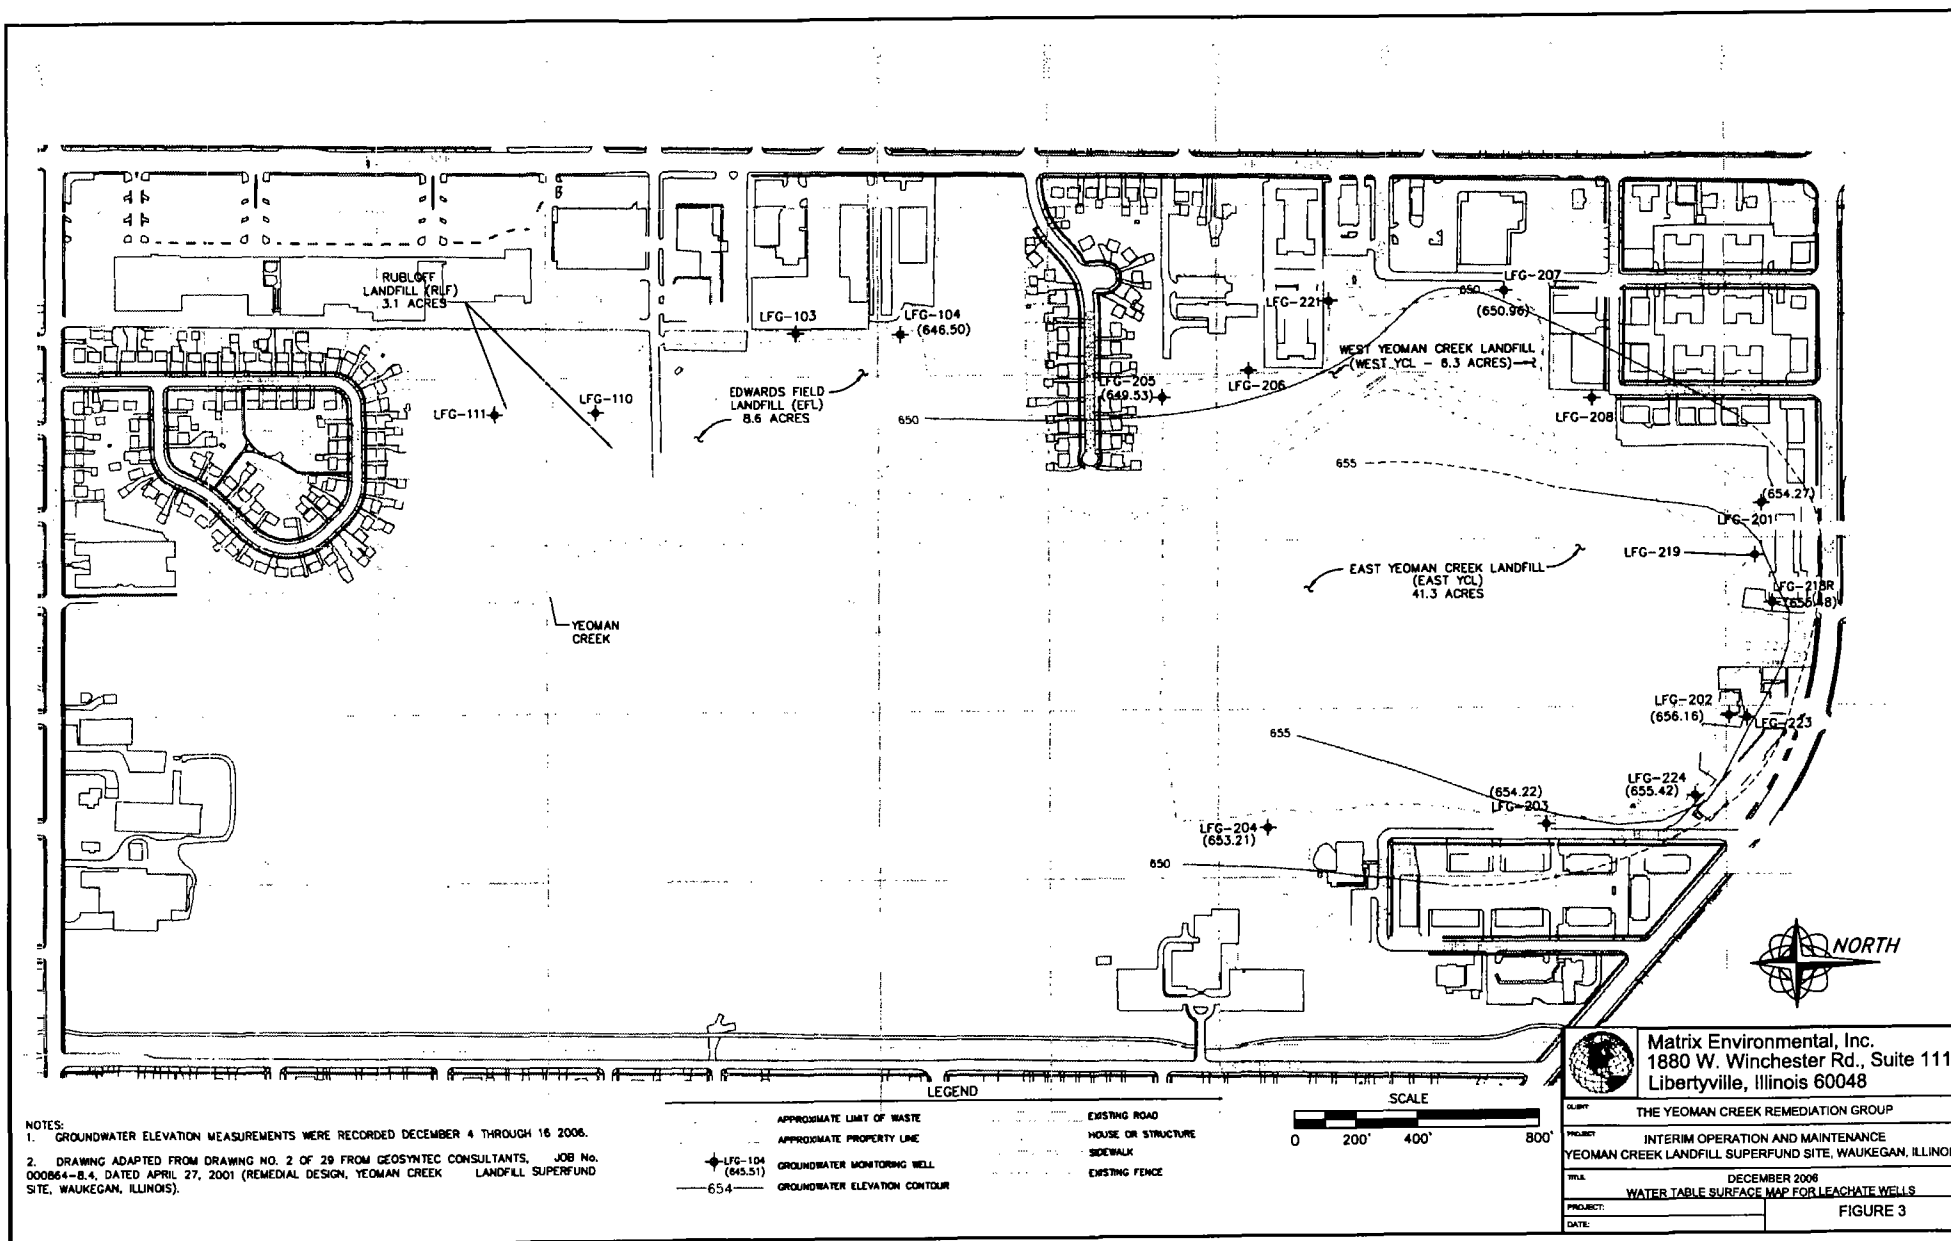 RUBLOFF
LANDFILL (RLF)
3.1 ACRES
LFG-103
LFG-104
(646.50)
LFG-221
LFG-207
650
(650.96)
WEST YEOMAN CREEK LANDFILL
(WEST YCL - 6.3 ACRES)
LFG-111
LFG-110
EDWARDS FIELD
LANDFILL (EFL)
8.6 ACRES
LFG-205
(649.53)
LFG-206
LFG-208
650
655
(654.27)
LFG-201
LFG-219
EAST YEOMAN CREEK LANDFILL
(EAST YCL)
41.3 ACRES
LFG-218R
YEOMAN
CREEK
LFG-202
(656.16)
LFG-223
655
LFG-224
(655.42)
(654.22)
LFG-203
LFG-204
(653.21)
650
NORTH
Matrix Environmental, Inc.
1880 W. Winchester Rd., Suite 111
Libertyville, Illinois 60048
CLIENT
THE YEOMAN CREEK REMEDIATION GROUP
PROJECT
INTERIM OPERATION AND MAINTENANCE
YEOMAN CREEK LANDFILL SUPERFUND SITE, WAUKEGAN, ILLINO
TITLE
DECEMBER 2006
WATER TABLE SURFACE MAP FOR LEACHATE WELLS
PROJECT:
DATE:
FIGURE 3
LEGEND
APPROXIMATE LIMIT OF WASTE
APPROXIMATE PROPERTY LINE
LFG-104
(645.51)
GROUNDWATER MONITORING WELL
654
GROUNDWATER ELEVATION CONTOUR
EXISTING ROAD
HOUSE OR STRUCTURE
SIDEWALK
EXISTING FENCE
SCALE
0 200' 400' 800'
NOTES:
1. GROUNDWATER ELEVATION MEASUREMENTS WERE RECORDED DECEMBER 4 THROUGH 16 2006.
2. DRAWING ADAPTED FROM DRAWING NO. 2 OF 29 FROM GEOSYNTEC CONSULTANTS, JOB No.
000864-8.4, DATED APRIL 27, 2001 (REMEDIAL DESIGN, YEOMAN CREEK LANDFILL SUPERFUND
SITE, WAUKEGAN, ILLINOIS).